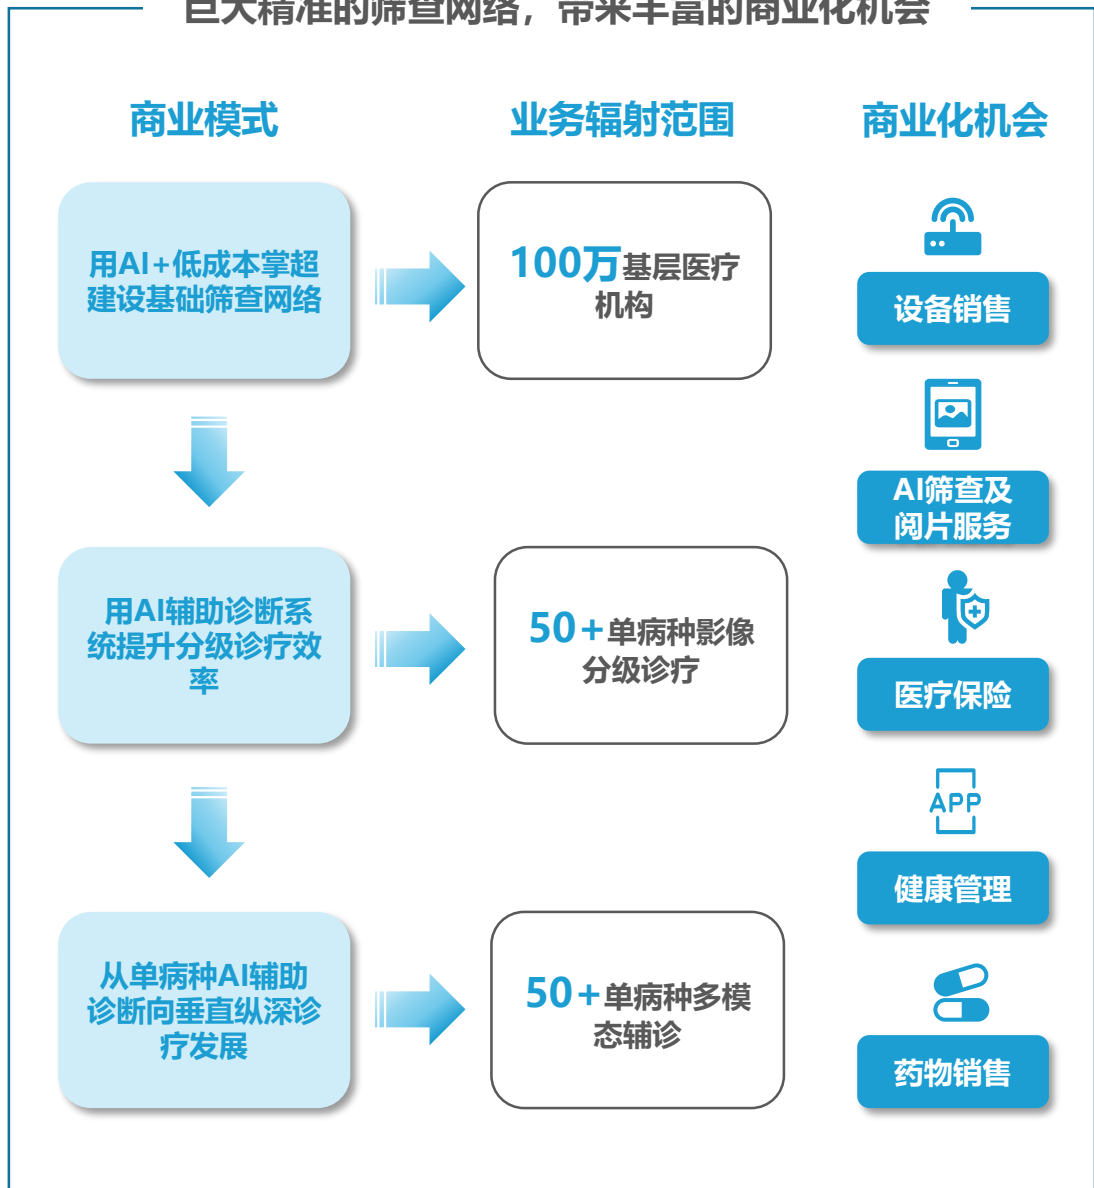 巨大精准的筛查网络，带来丰富的商业化机会
商业模式
业务辐射范围
商业化机会
用AI+低成本掌超
建设基础筛查网络
100万基层医疗
机构
设备销售
AI筛查及
阅片服务
用AI辅助诊断系
统提升分级诊疗效
率
50+单病种影像
分级诊疗
医疗保险
APP
健康管理
从单病种AI辅助
诊断向垂直纵深诊
疗发展
50+单病种多模
态辅诊
药物销售